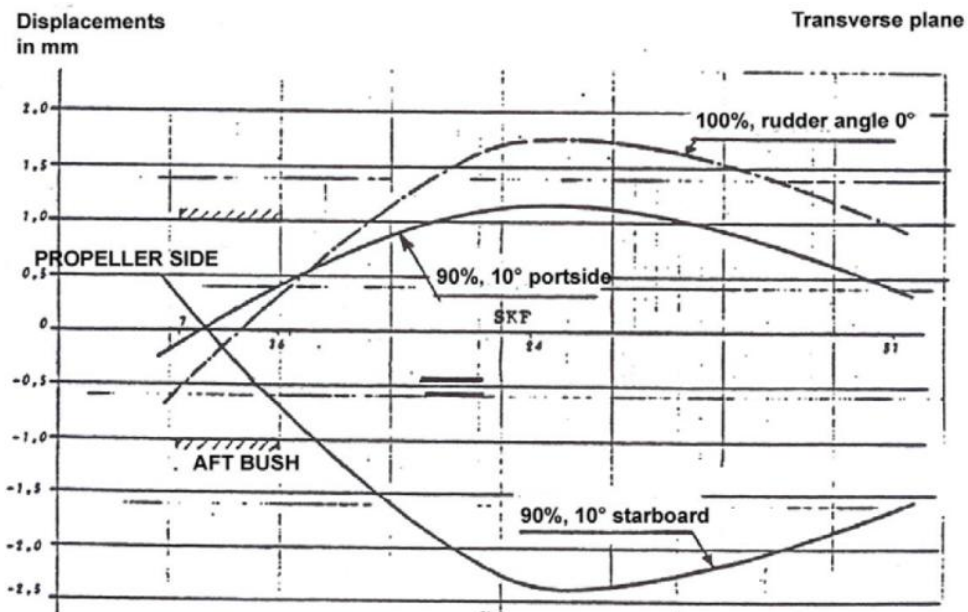 Displacements
in mm
Transverse plane
2.0
100%, rudder angle 0°
1.5
1.0
PROPELLER SIDE
0.5
90%, 10° portside
SKF
0
7
16
24
31
-0.5
-1.0
AFT BUSH
-1.5
90%, 10° starboard
-2.0
-2.5